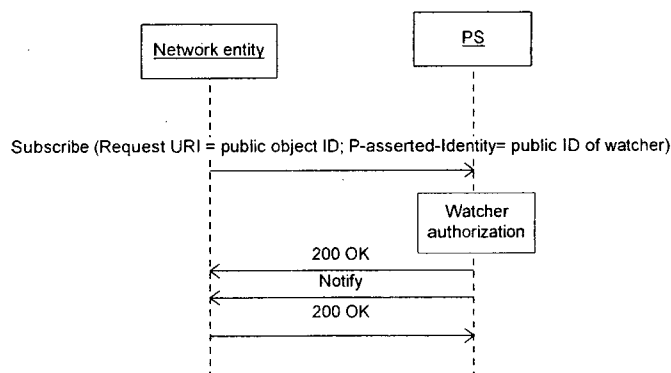 Network entity
PS
Subscribe (Request URI = public object ID; P-asserted-Identity= public ID of watcher)
Watcher
authorization
200 OK
Notify
200 OK